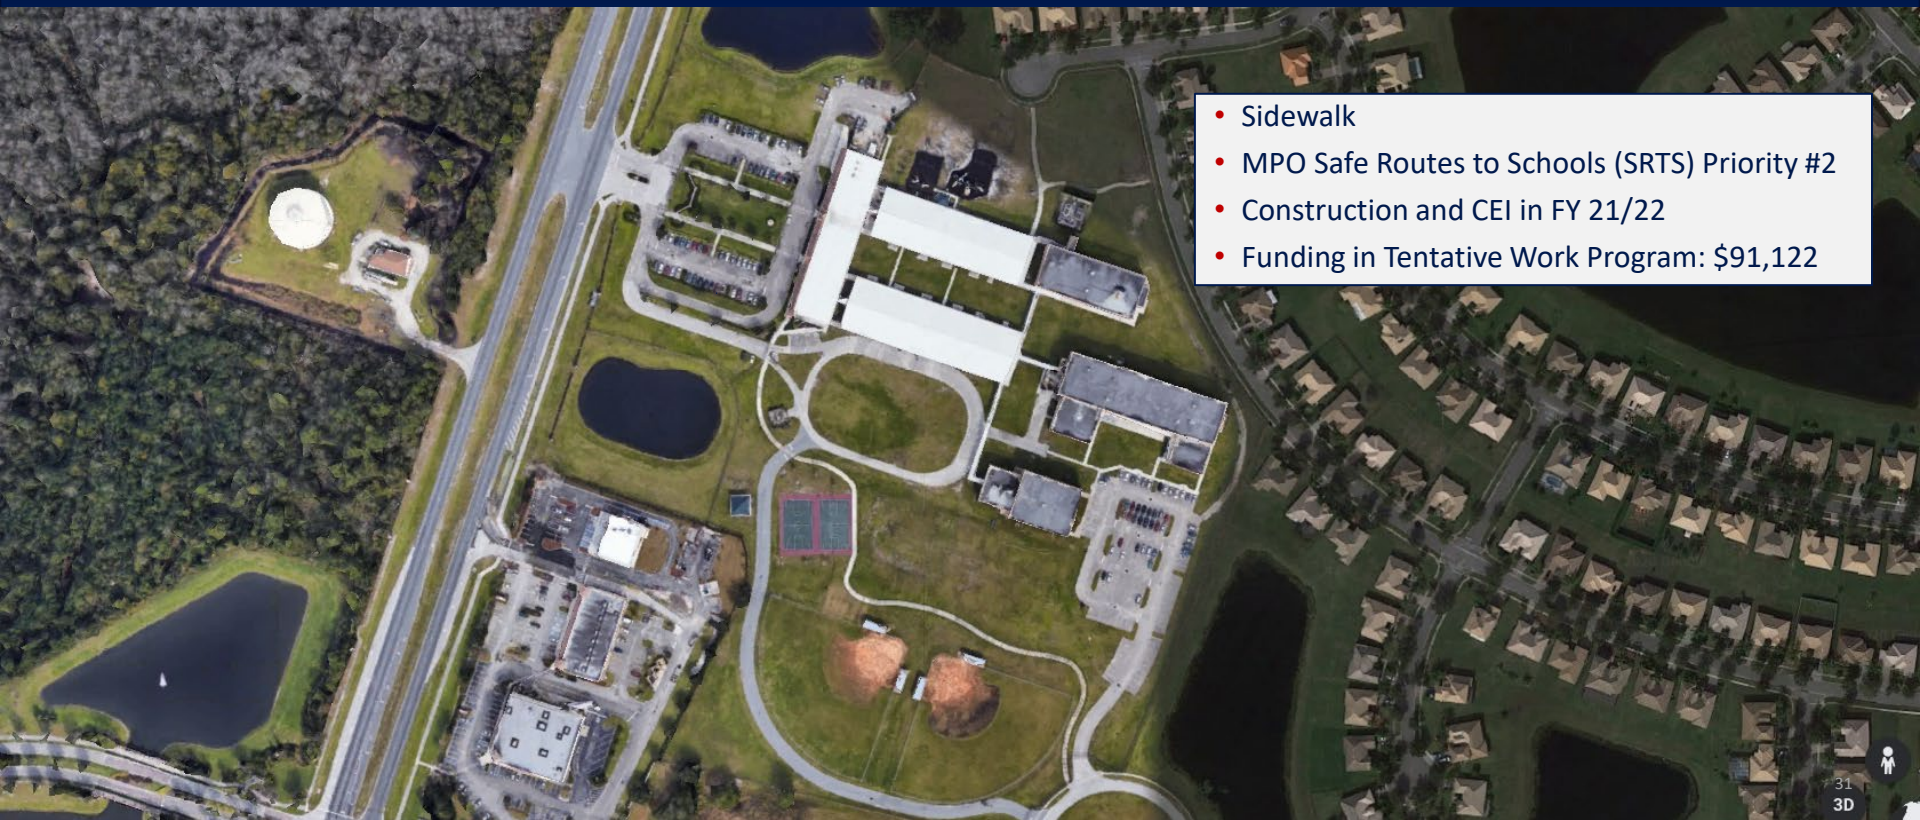 • Sidewalk
• MPO Safe Routes to Schools (SRTS) Priority #2
• Construction and CEI in FY 21/22
• Funding in Tentative Work Program: $91,122
31
3D